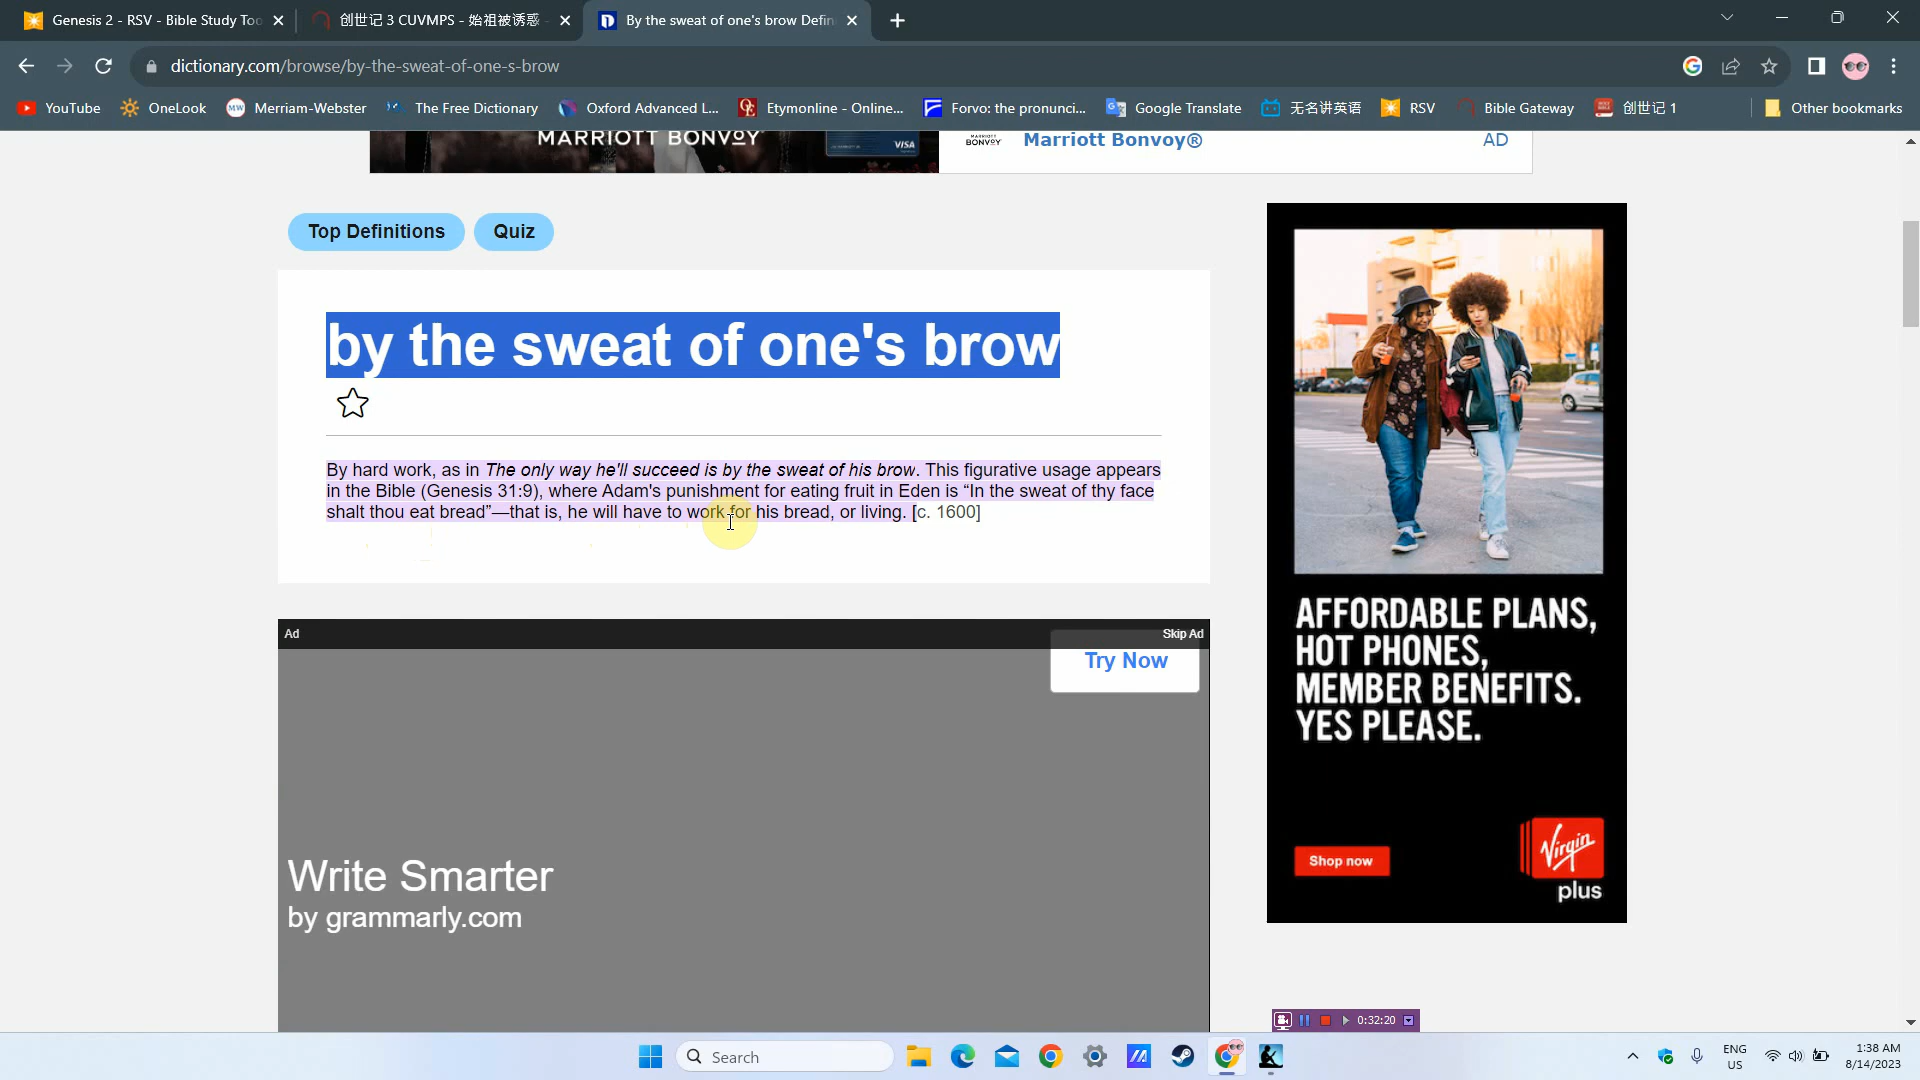 Genesis 2 - RSV - Bible Study Too
创世记 3 CUVMPS - 始祖被诱惑
By the sweat of one's brow Defin
dictionary.com/browse/by-the-sweat-of-one-s-brow
YouTube
OneLook
Merriam-Webster
The Free Dictionary
Oxford Advanced L...
Etymonline - Online...
Forvo: the pronunci...
Google Translate
无名讲英语
RSV
Bible Gateway
创世记 1
Other bookmarks
MARRIOTT BONVOY
VISA
MARRIOTT
BONVOY
Marriott Bonvoy®
AD
Top Definitions
Quiz
by the sweat of one's brow
By hard work, as in The only way he'll succeed is by the sweat of his brow. This figurative usage appears
in the Bible (Genesis 31:9), where Adam's punishment for eating fruit in Eden is “In the sweat of thy face
shalt thou eat bread”—that is, he will have to work for his bread, or living. [c. 1600]
Ad
Skip Ad
Try Now
Write Smarter
by grammarly.com
AFFORDABLE PLANS,
HOT PHONES,
MEMBER BENEFITS.
YES PLEASE.
Shop now
Virgin
plus
0:32:20
Search
ENG
US
1:38 AM
8/14/2023